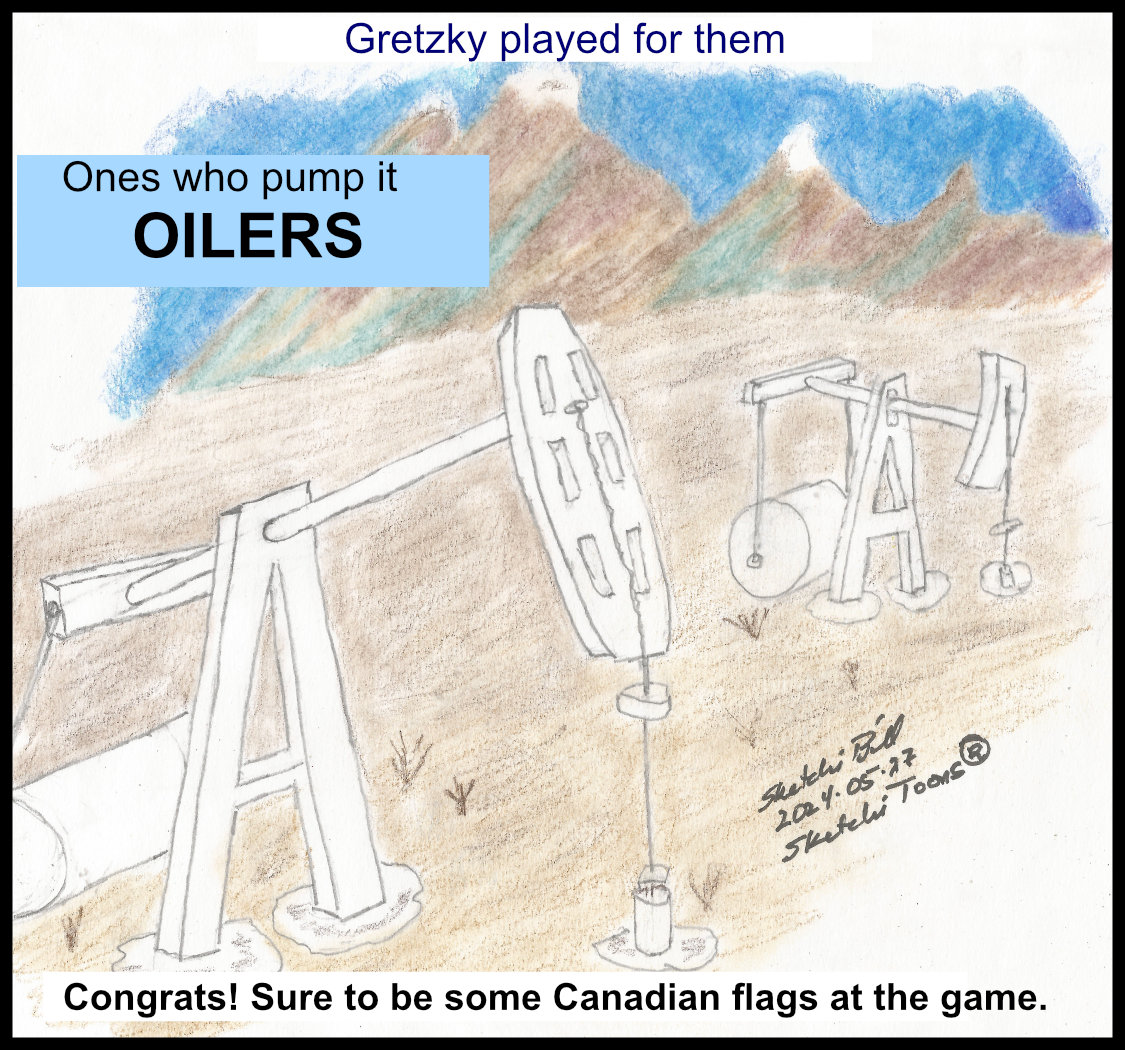 Gretzky played for them
Ones who pump it
OILERS
Sketchi Bill
2024.05.27
Sketchi Toons®
Congrats! Sure to be some Canadian flags at the game.